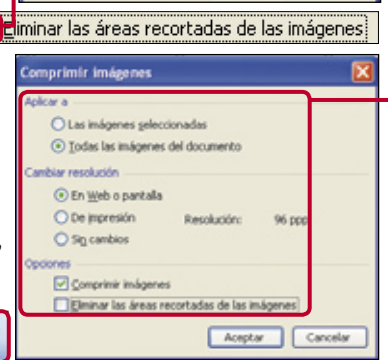 Eliminar las áreas recortadas de las imágenes
Comprimir imágenes
Aplicar a
Las imágenes seleccionadas
Todas las imágenes del documento
Cambiar resolución
En Web o pantalla
De impresión Resolución: 96 ppp
Sin cambios
Opciones
Comprimir imágenes
Eliminar las áreas recortadas de las imágenes
Aceptar Cancelar